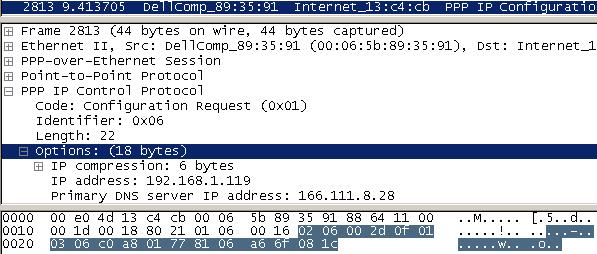 2813 9.413705 DellComp_89:35:91 Internet_13:c4:cb PPP IP Configuratio
Frame 2813 (44 bytes on wire, 44 bytes captured)
Ethernet II, Src: DellComp_89:35:91 (00:06:5b:89:35:91), Dst: Internet_1
PPP-over-Ethernet Session
Point-to-Point Protocol
PPP IP Control Protocol
Code: Configuration Request (0x01)
Identifier: 0x06
Length: 22
Options: (18 bytes)
IP compression: 6 bytes
IP address: 192.168.1.119
Primary DNS server IP address: 166.111.8.28
0000 00 e0 4d 13 c4 cb 00 06 5b 89 35 91 88 64 11 00 ..M..... [.5..d..
0010 00 1d 00 18 80 21 01 06 00 16 02 06 00 2d 0f 01 .....!.. .....-..
0020 03 06 c0 a8 01 77 81 06 a6 6f 08 1c .....w.. .o..